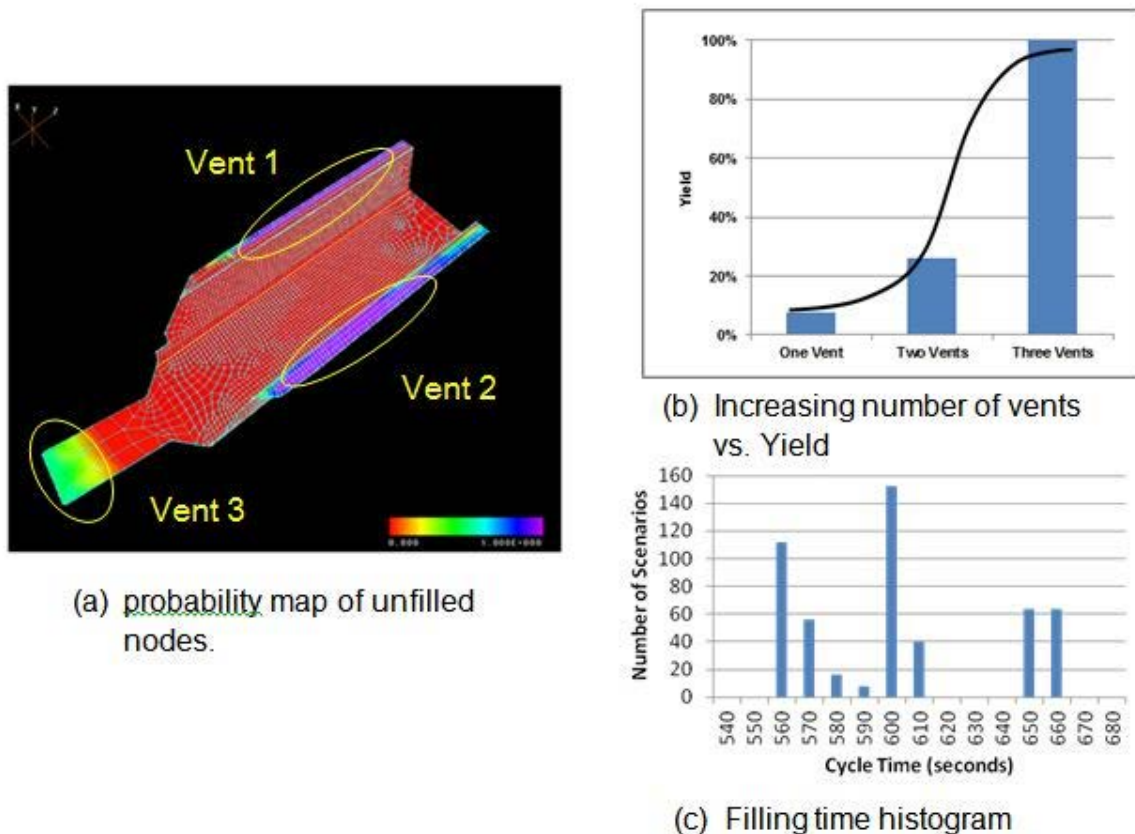 Vent 1
Vent 2
Vent 3
0.000
1.000E+000
(a) probability map of unfilled
nodes.
100%
80%
60%
40%
20%
0%
Yield
One Vent
Two Vents
Three Vents
(b) Increasing number of vents
vs. Yield
160
140
120
100
80
60
40
20
0
Number of Scenarios
540
550
560
570
580
590
600
610
620
630
640
650
660
670
680
Cycle Time (seconds)
(c) Filling time histogram